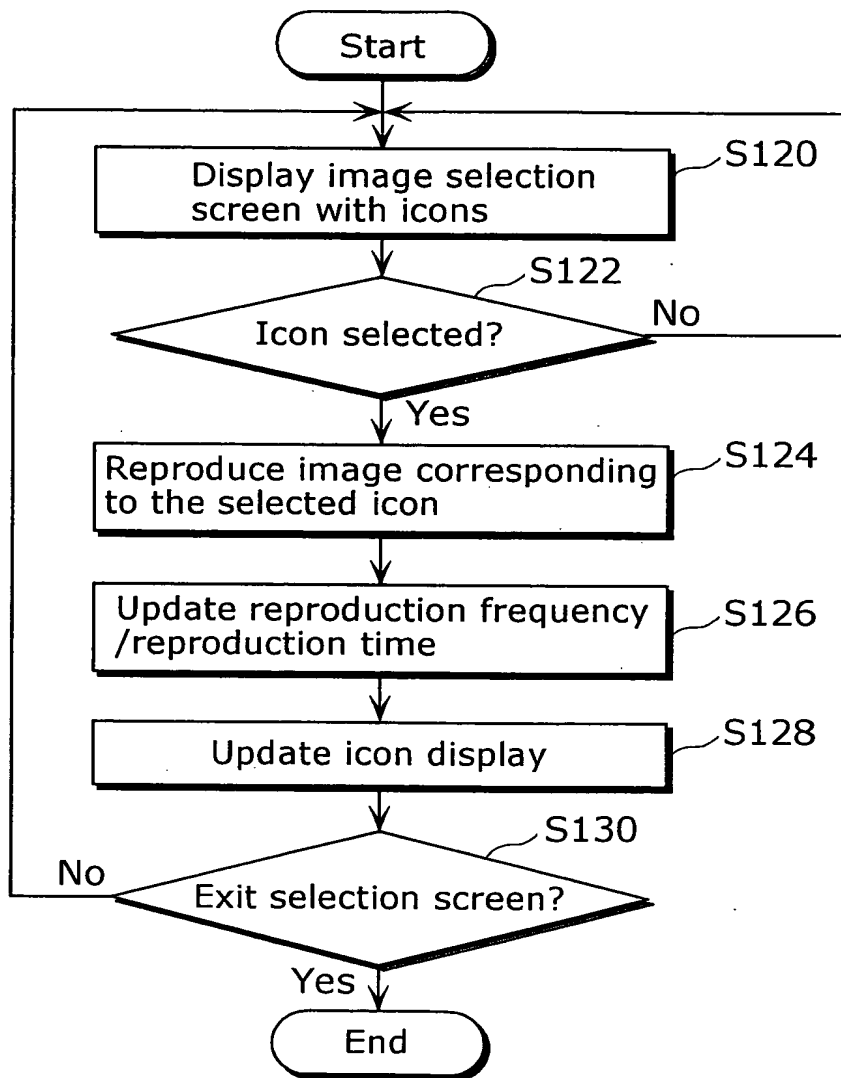 Start
S120
Display image selection
screen with icons
S122
Icon selected?
No
Yes
S124
Reproduce image corresponding
to the selected icon
S126
Update reproduction frequency
/reproduction time
S128
Update icon display
S130
No
Exit selection screen?
Yes
End